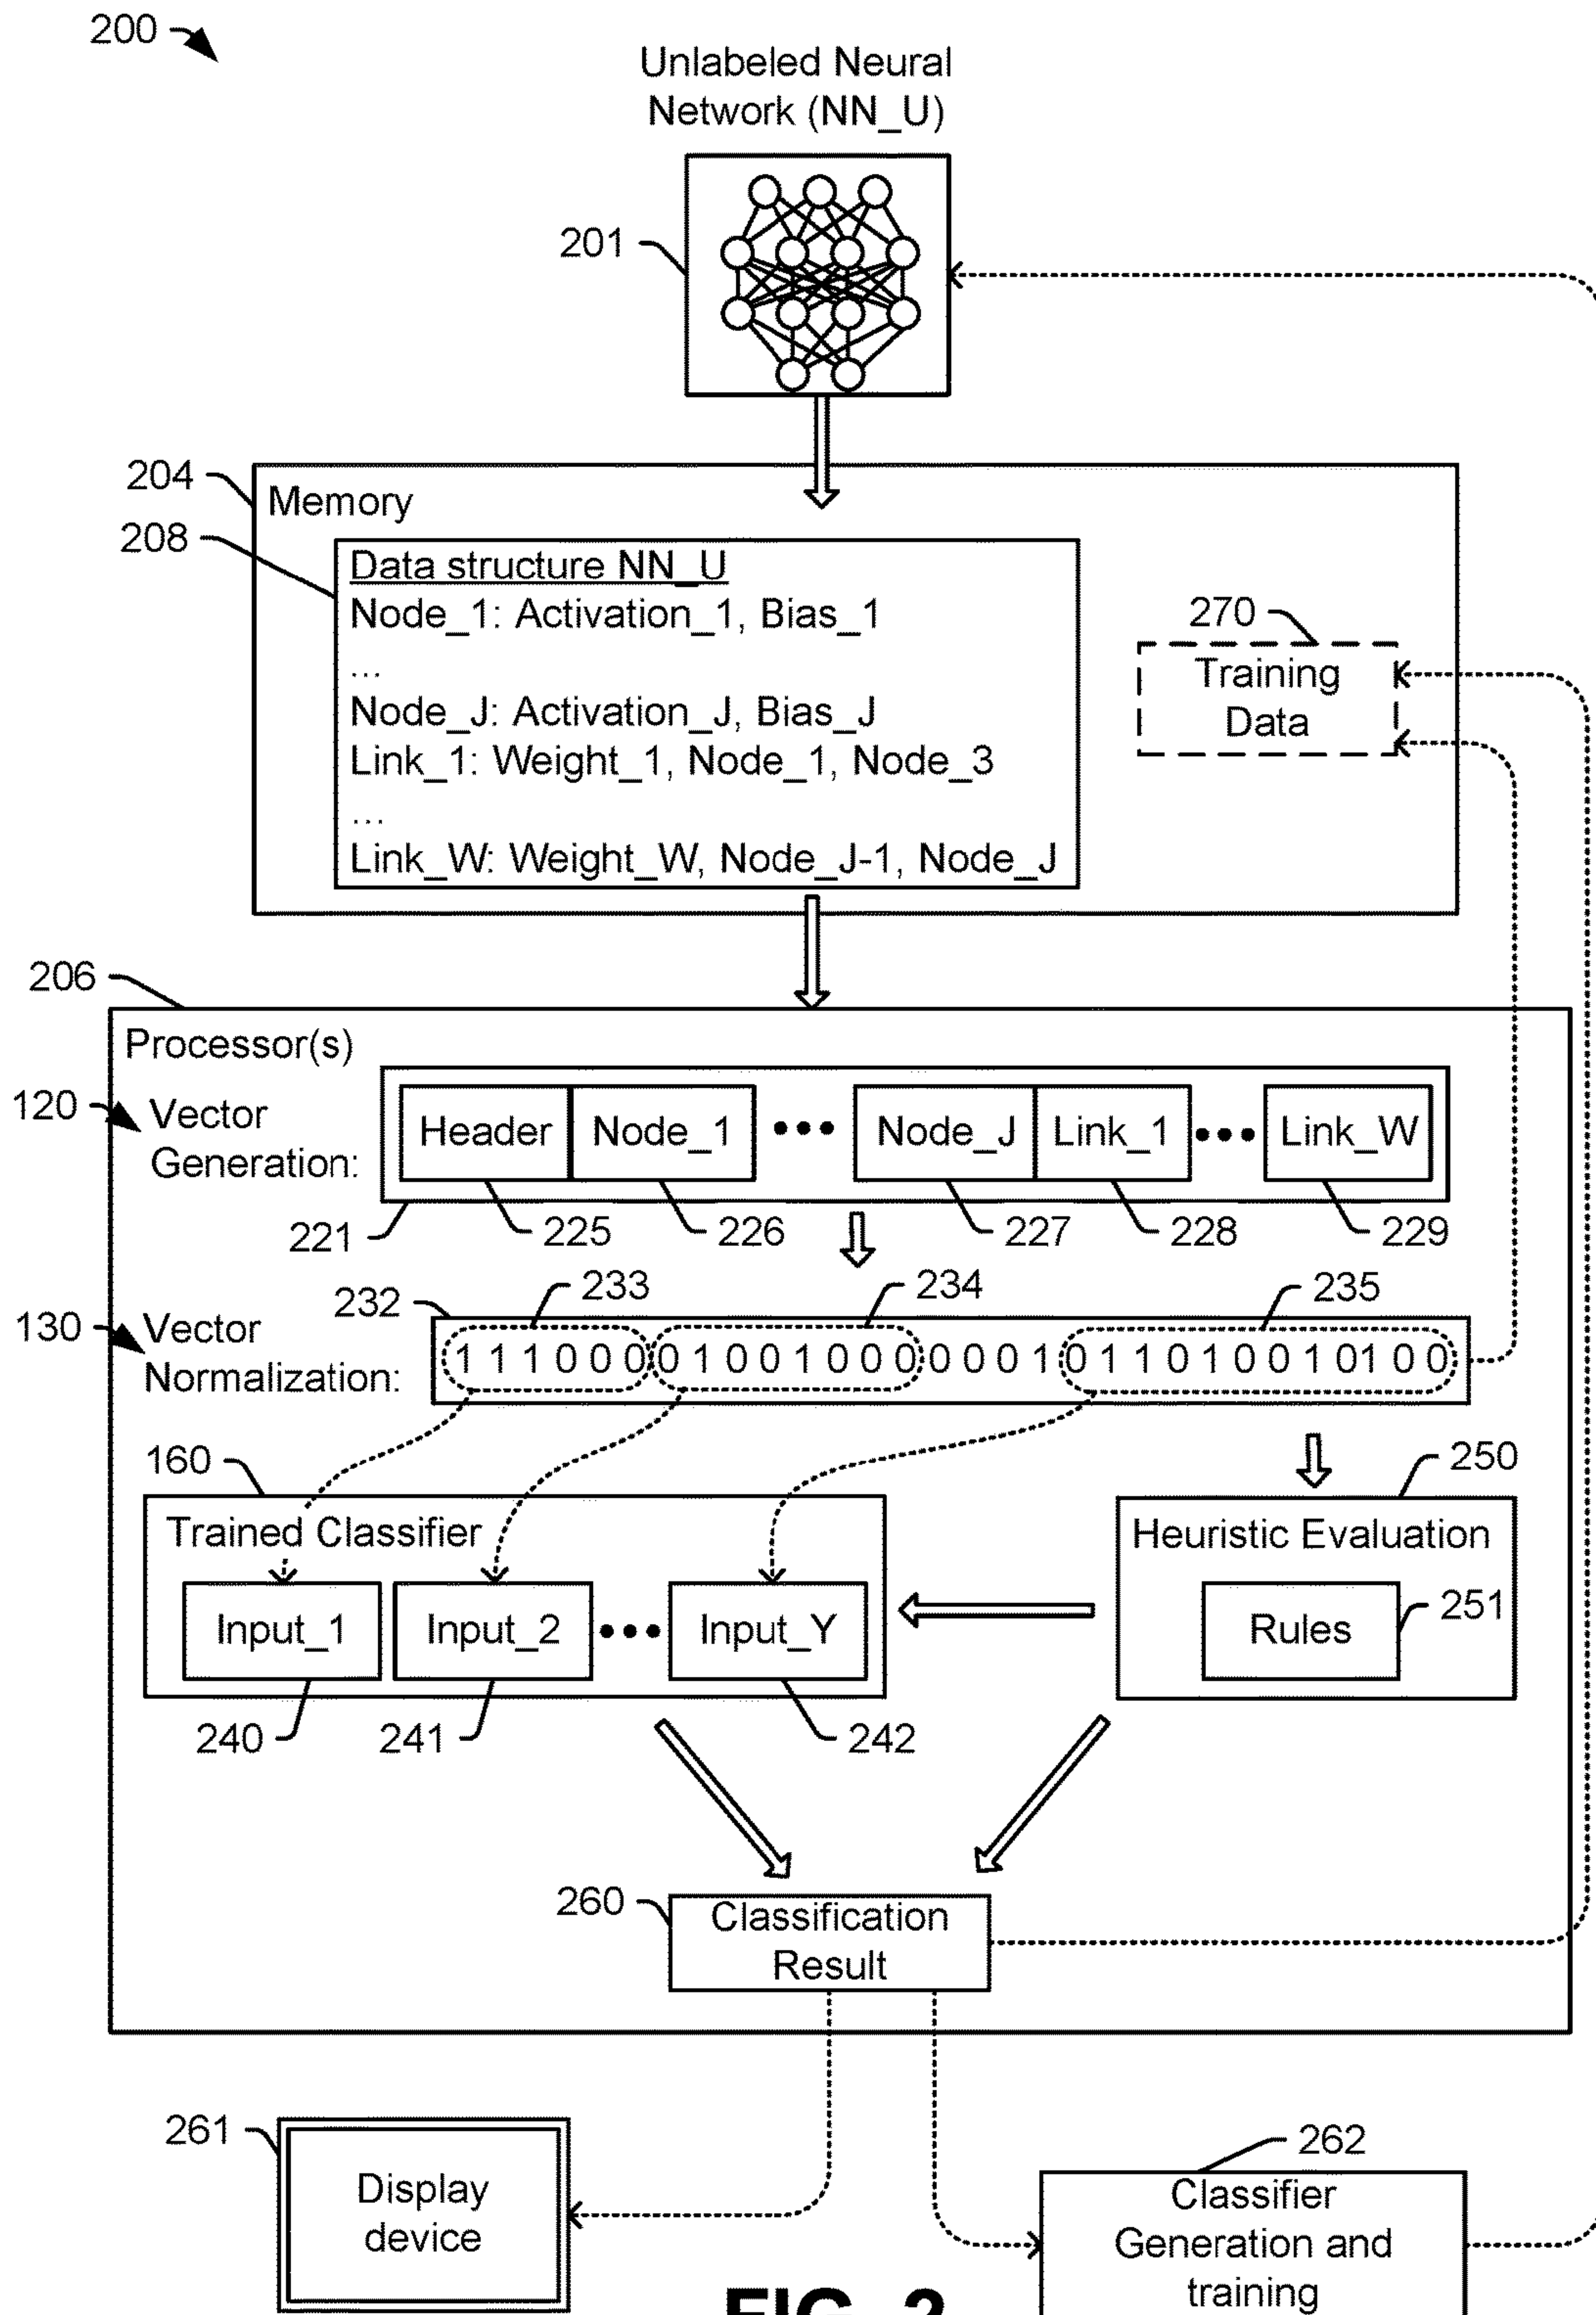 200
Unlabeled Neural
Network (NN_U)
201
204
Memory
208
Data structure NN_U
Node_1: Activation_1, Bias_1
...
Node_J: Activation_J, Bias_J
Link_1: Weight_1, Node_1, Node_3
...
Link_W: Weight_W, Node_J-1, Node_J
270
Training
Data
206
Processor(s)
120
Vector
Generation:
Header
Node_1
Node_J
Link_1
Link_W
221
225
226
227
228
229
232
233
234
235
130
Vector
Normalization:
1 1 1 0 0 0 0 1 0 0 1 0 0 0 0 0 0 1 0 1 1 0 1 0 0 1 0 1 0 0
160
Trained Classifier
Input_1
Input_2
Input_Y
240
241
242
250
Heuristic Evaluation
Rules
251
260
Classification
Result
261
Display
device
262
Classifier
Generation and
training
FIG. 2